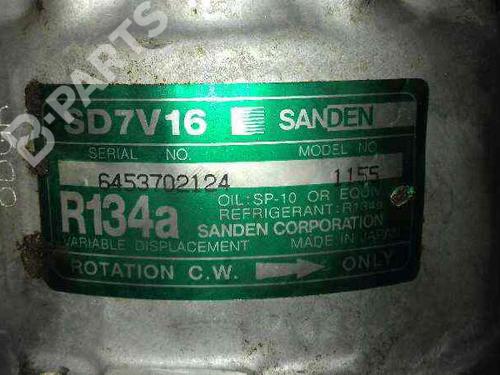 B-PARTS
SD7V16 SANDEN
SERIAL NO. MODEL NO.
6453702124 1155
R134a OIL: SP-10 OR EQUIV
REFRIGERANT: R134a
SANDEN CORPORATION
VARIABLE DISPLACEMENT MADE IN JAPAN
ROTATION C.W. ONLY